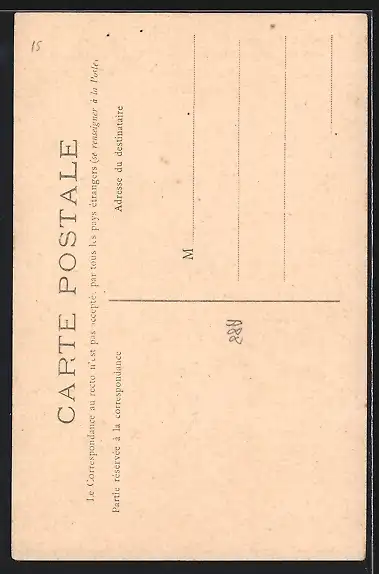 15
CARTE POSTALE
Le Correspondance au recto n'est pas acceptée par tous les pays étrangers (se renseigner à la Poste)
Partie réservée à la correspondance
Adresse du destinataire
M